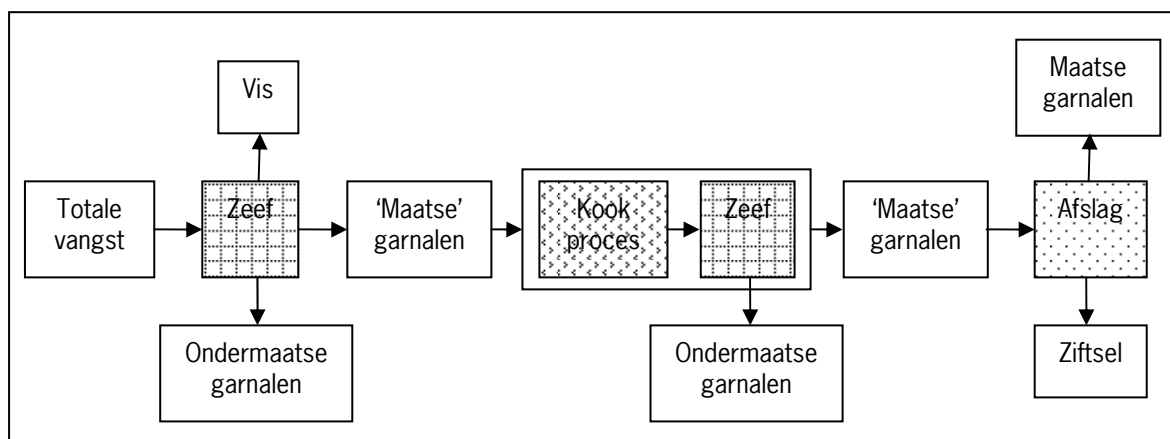 Vis
Maatse
garnalen
Totale
vangst
Zeef
‘Maatse’
garnalen
Kook
proces
Zeef
‘Maatse’
garnalen
Afslag
Ondermaatse
garnalen
Ondermaatse
garnalen
Ziftsel